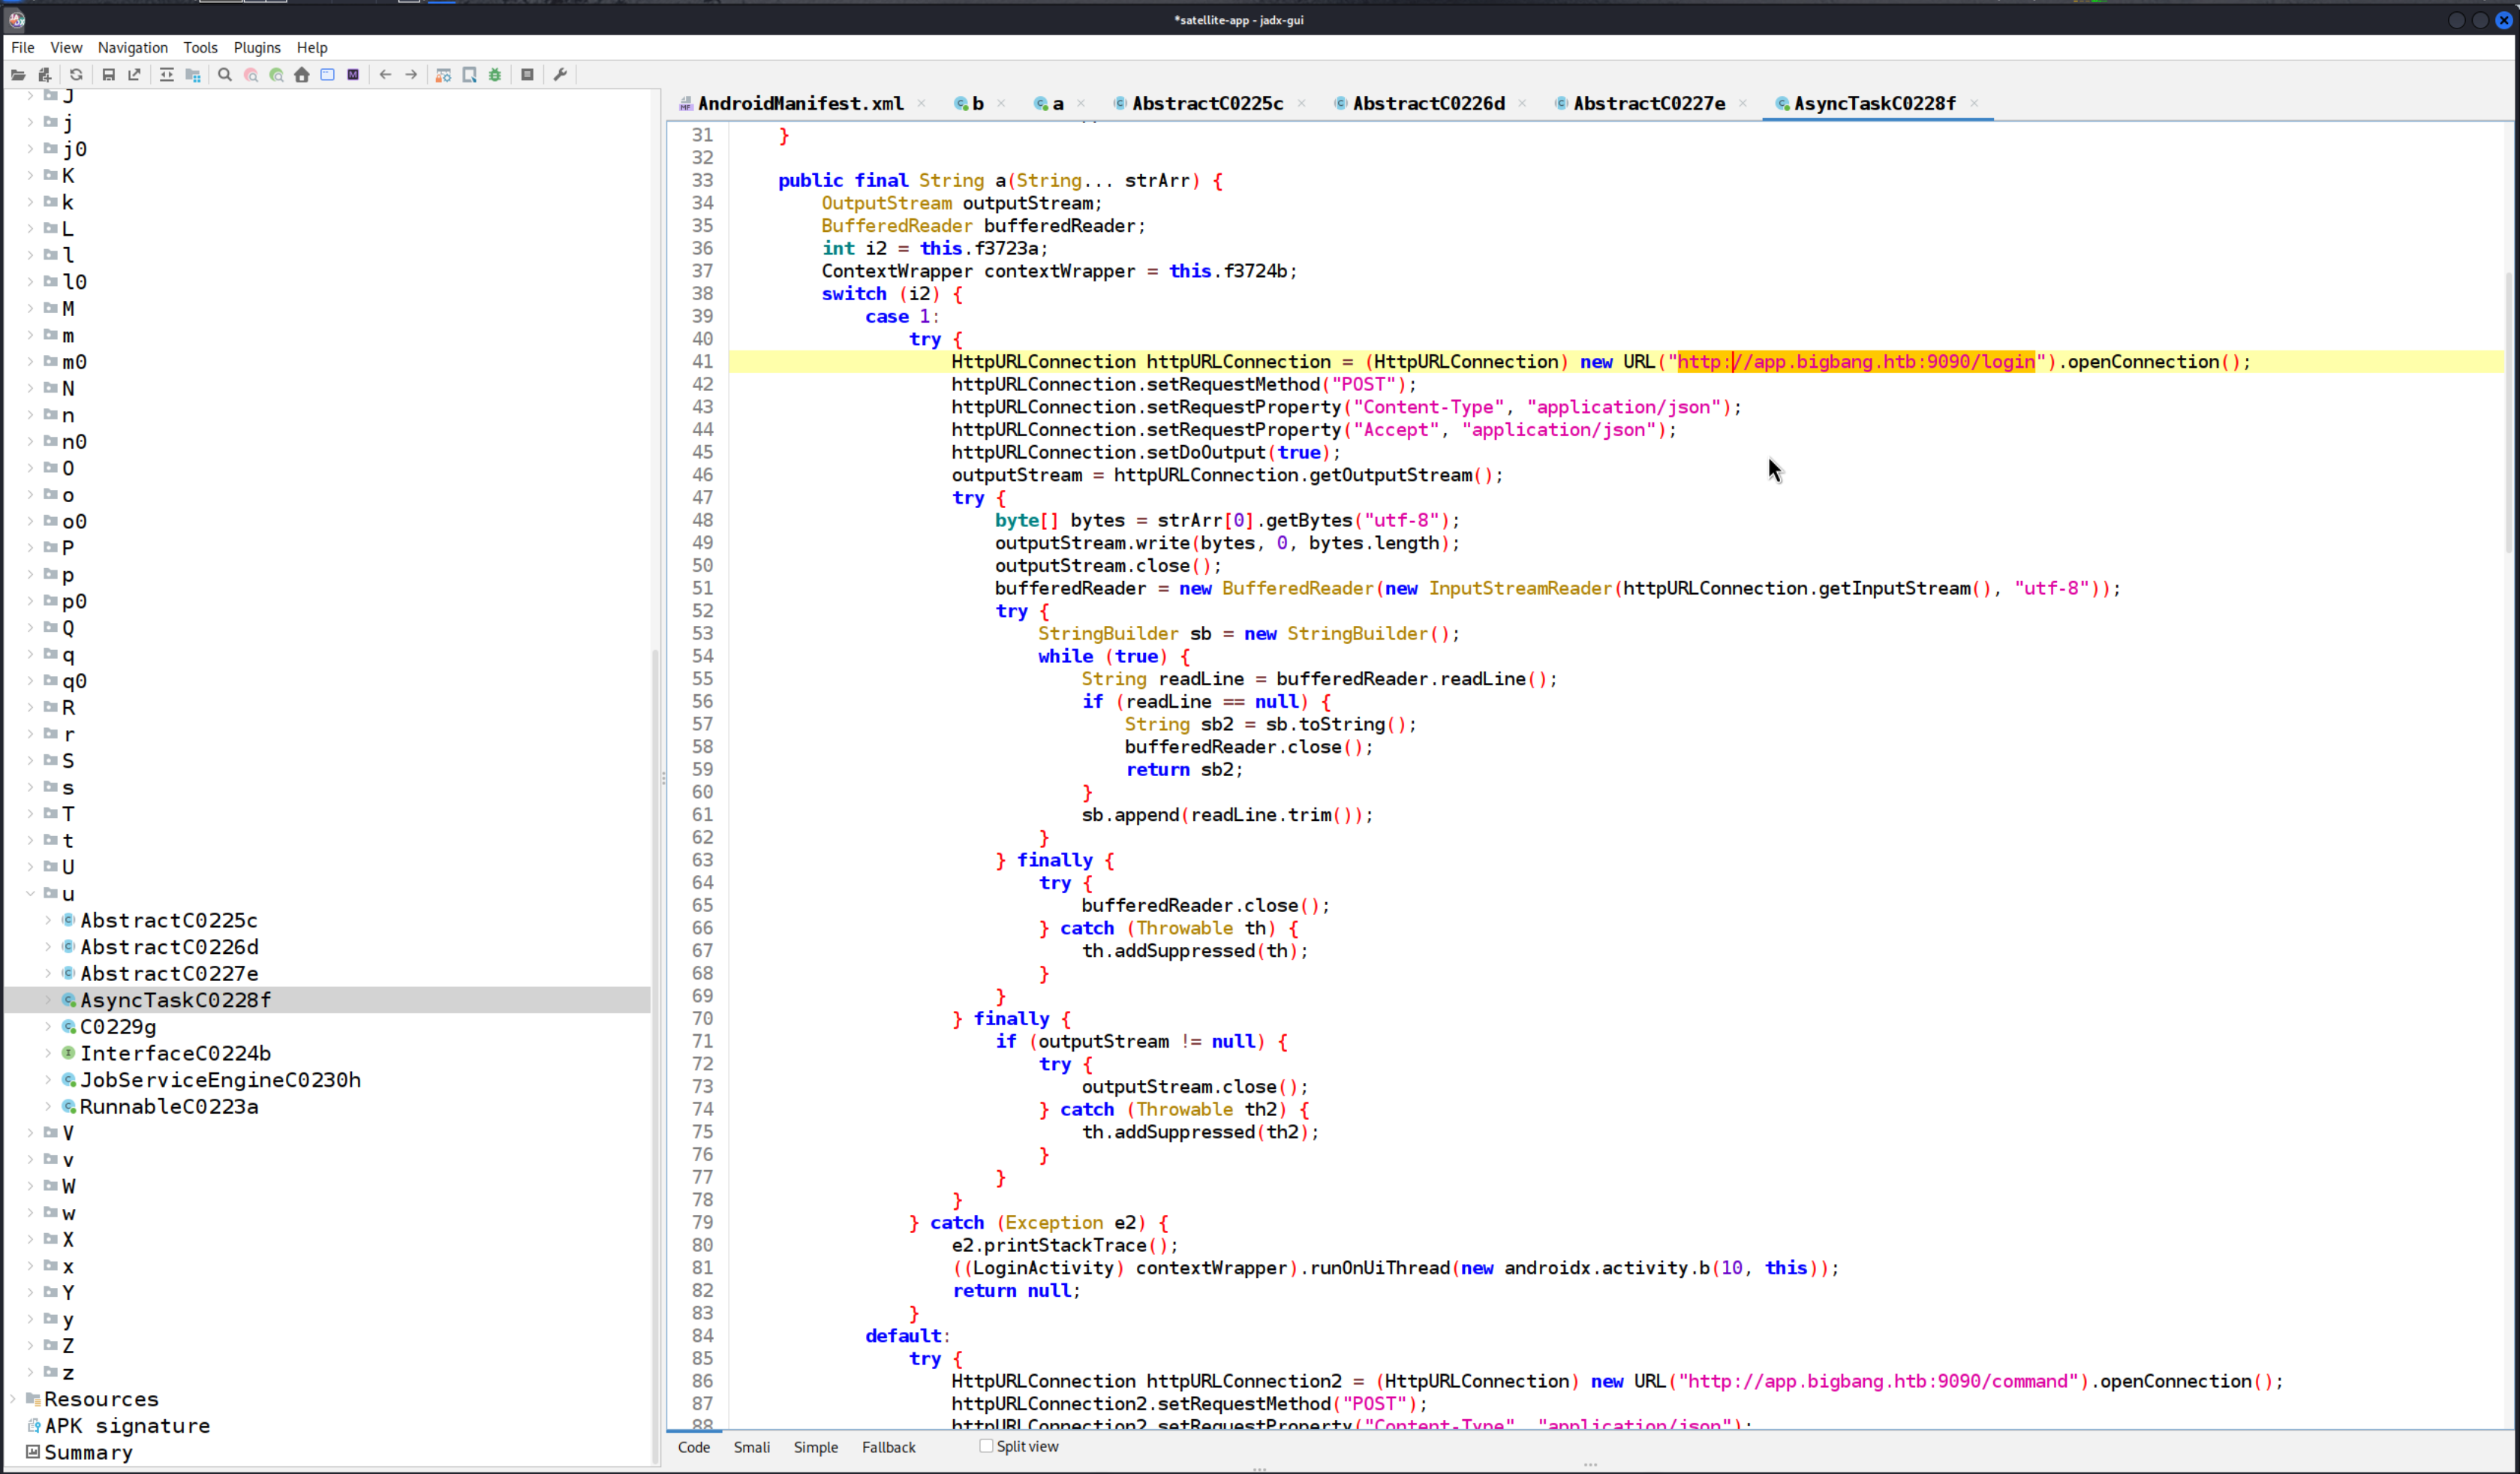 *satellite-app - jadx-gui
File View Navigation Tools Plugins Help
J
j
j0
K
k
L
l
l0
M
m
m0
N
n
n0
O
o
o0
P
p
p0
Q
q
q0
R
r
S
s
T
t
U
u
AbstractC0225c
AbstractC0226d
AbstractC0227e
AsyncTaskC0228f
C0229g
InterfaceC0224b
JobServiceEngineC0230h
RunnableC0223a
V
v
W
w
X
x
Y
y
Z
z
Resources
APK signature
Summary
AndroidManifest.xml × b × a × AbstractC0225c × AbstractC0226d × AbstractC0227e × AsyncTaskC0228f ×
31 }
32
33 public final String a(String... strArr) {
34 OutputStream outputStream;
35 BufferedReader bufferedReader;
36 int i2 = this.f3723a;
37 ContextWrapper contextWrapper = this.f3724b;
38 switch (i2) {
39 case 1:
40 try {
41 HttpURLConnection httpURLConnection = (HttpURLConnection) new URL("http://app.bigbang.htb:9090/login").openConnection();
42 httpURLConnection.setRequestMethod("POST");
43 httpURLConnection.setRequestProperty("Content-Type", "application/json");
44 httpURLConnection.setRequestProperty("Accept", "application/json");
45 httpURLConnection.setDoOutput(true);
46 outputStream = httpURLConnection.getOutputStream();
47 try {
48 byte[] bytes = strArr[0].getBytes("utf-8");
49 outputStream.write(bytes, 0, bytes.length);
50 outputStream.close();
51 bufferedReader = new BufferedReader(new InputStreamReader(httpURLConnection.getInputStream(), "utf-8"));
52 try {
53 StringBuilder sb = new StringBuilder();
54 while (true) {
55 String readLine = bufferedReader.readLine();
56 if (readLine == null) {
57 String sb2 = sb.toString();
58 bufferedReader.close();
59 return sb2;
60 }
61 sb.append(readLine.trim());
62 }
63 } finally {
64 try {
65 bufferedReader.close();
66 } catch (Throwable th) {
67 th.addSuppressed(th);
68 }
69 }
70 } finally {
71 if (outputStream != null) {
72 try {
73 outputStream.close();
74 } catch (Throwable th2) {
75 th.addSuppressed(th2);
76 }
77 }
78 }
79 } catch (Exception e2) {
80 e2.printStackTrace();
81 ((LoginActivity) contextWrapper).runOnUiThread(new androidx.activity.b(10, this));
82 return null;
83 }
84 default:
85 try {
86 HttpURLConnection httpURLConnection2 = (HttpURLConnection) new URL("http://app.bigbang.htb:9090/command").openConnection();
87 httpURLConnection2.setRequestMethod("POST");
88 httpURLConnection2.setRequestProperty("Content-Type", "application/json");
Code Smali Simple Fallback Split view